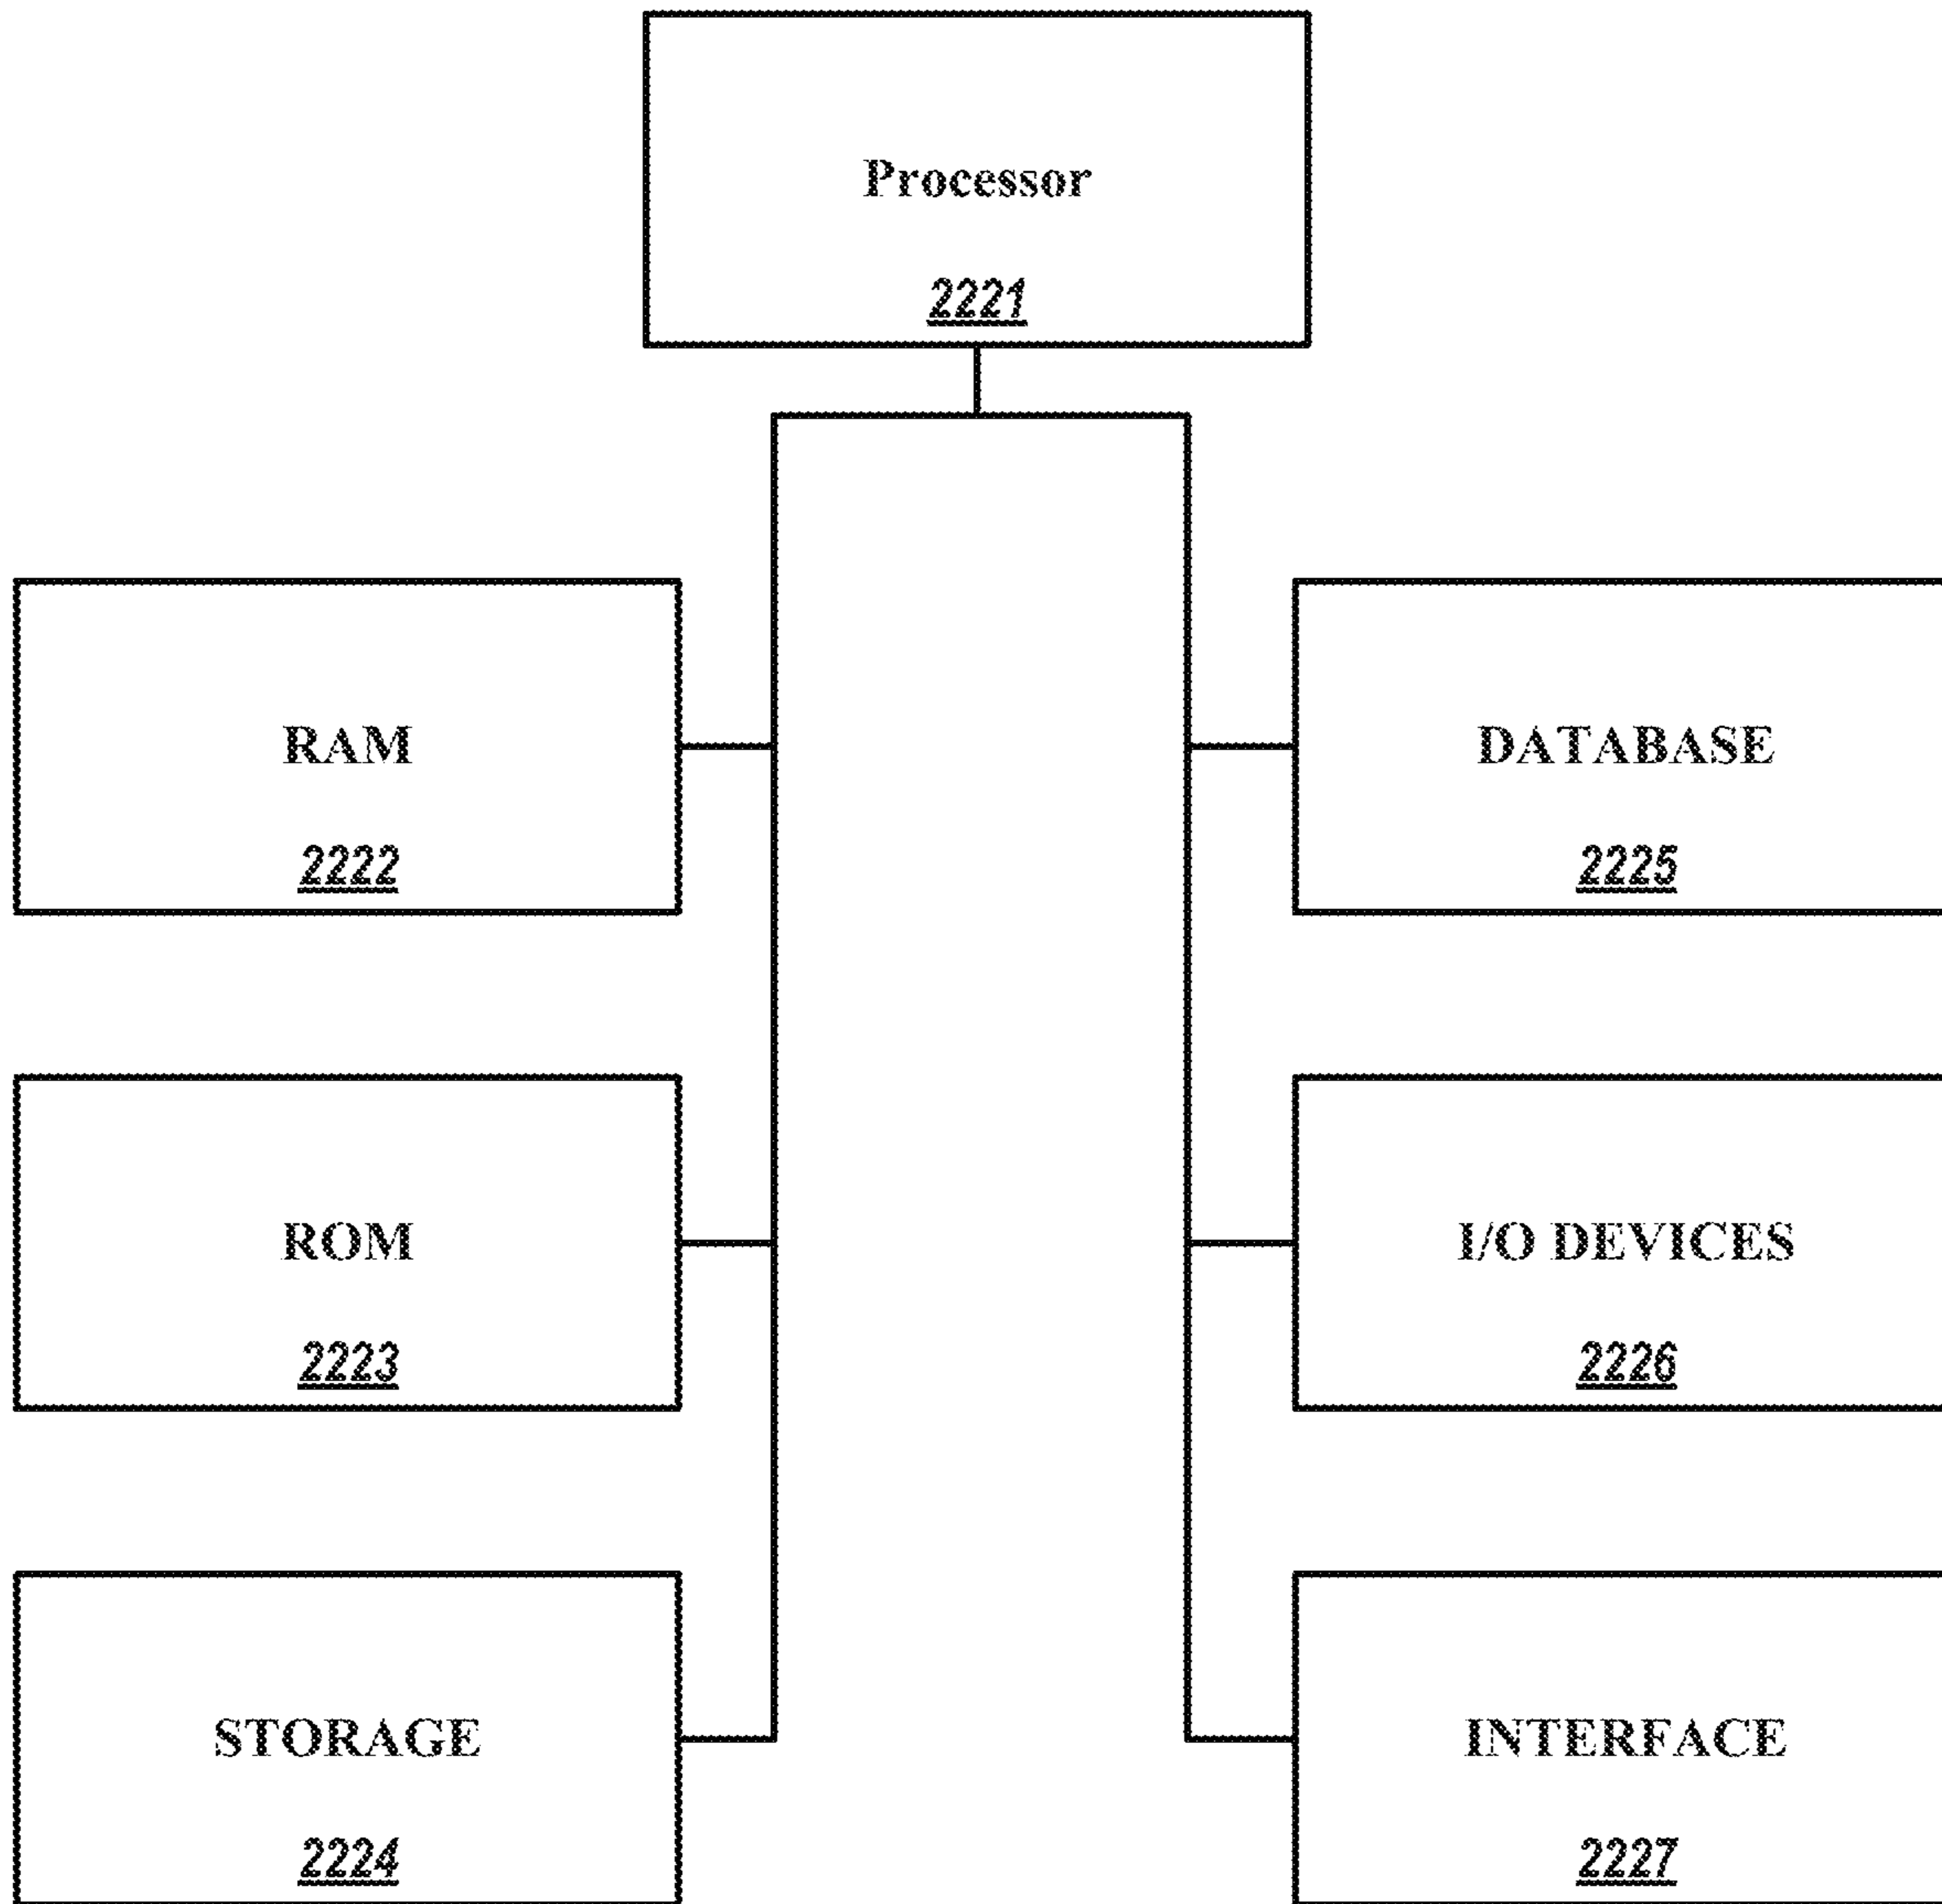 Processor
2221
RAM
2222
DATABASE
2225
ROM
2223
I/O DEVICES
2226
STORAGE
2224
INTERFACE
2227